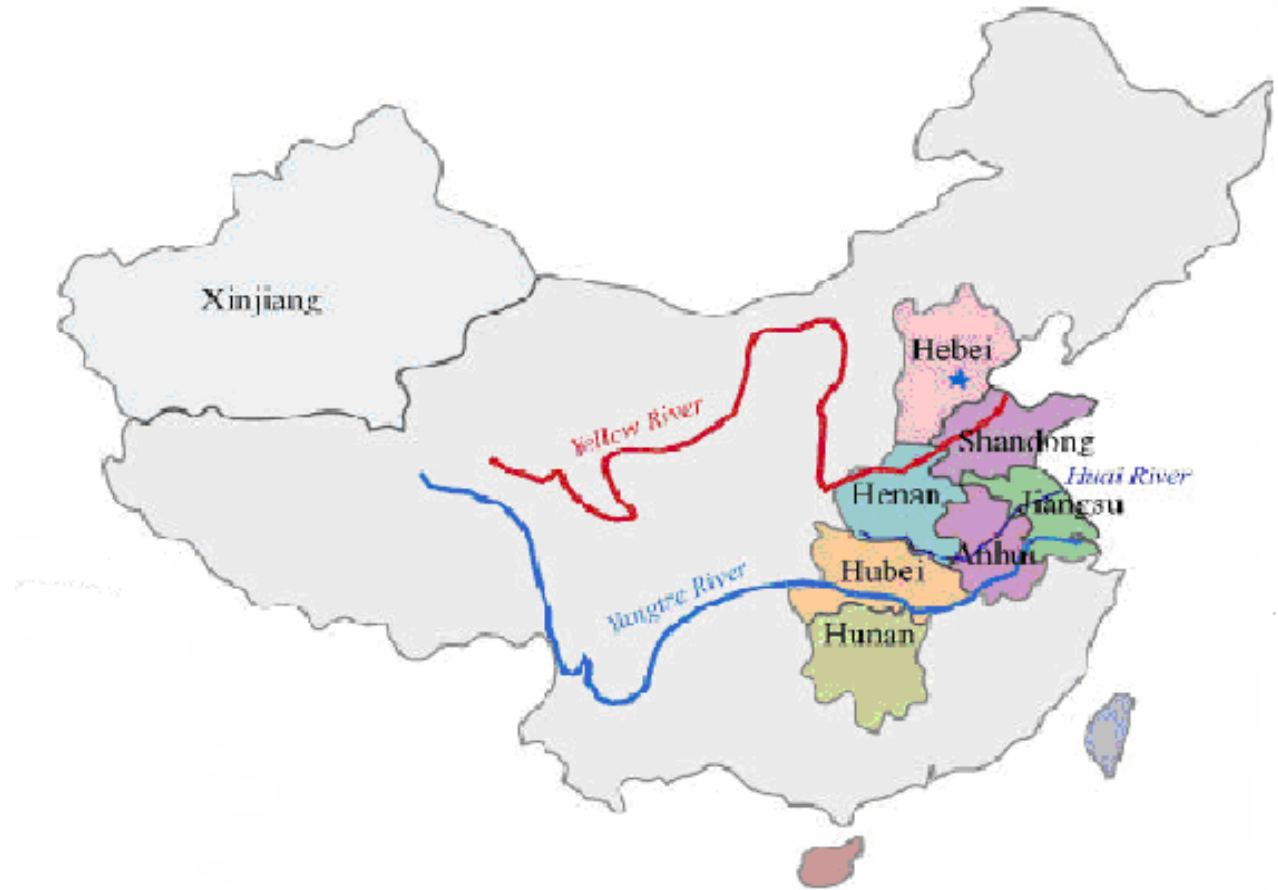 Xinjiang
Hebei
Yellow River
Shandong
Huai River
Henan
Jiangsu
Anhui
Hubei
Yangtze River
Hunan